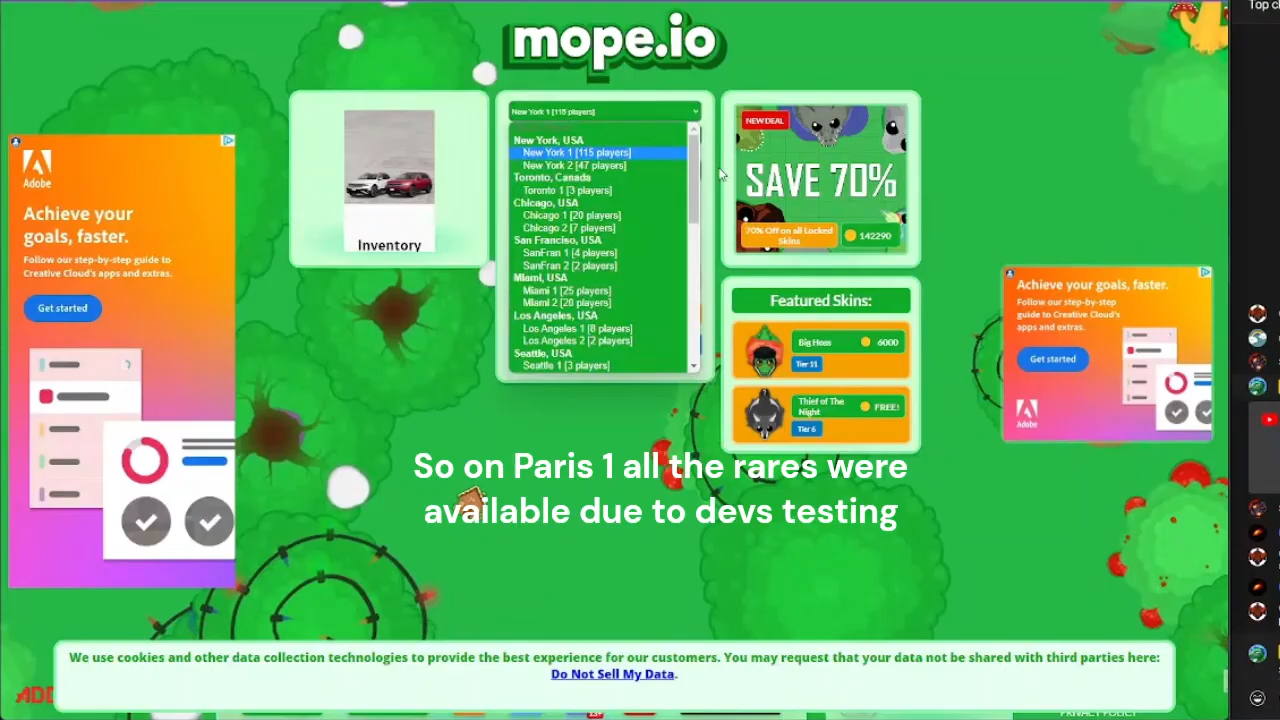 Top c
mope.io
Adobe
Achieve your
goals, faster.
Follow our step-by-step guide to
Creative Cloud's apps and extras.
Get started
Inventory
New York 1 [115 players]
New York, USA
New York 1 [115 players]
New York 2 [47 players]
Toronto, Canada
Toronto 1 [3 players]
Chicago, USA
Chicago 1 [20 players]
Chicago 2 [7 players]
San Franciso, USA
SanFran 1 [4 players]
SanFran 2 [2 players]
Miami, USA
Miami 1 [25 players]
Miami 2 [20 players]
Los Angeles, USA
Los Angeles 1 [8 players]
Los Angeles 2 [2 players]
Seattle, USA
Seattle 1 [3 players]
NEW DEAL
SAVE 70%
70% Off on all Locked
Skins
142290
Featured Skins:
Big Hoss
6000
Tier 11
Thief of The
Night
FREE!
Tier 6
Achieve your goals, faster.
Follow our step-by-step
guide to Creative Cloud's
apps and extras.
Get started
Adobe
So on Paris 1 all the rares were
available due to devs testing
We use cookies and other data collection technologies to provide the best experience for our customers. You may request that your data not be shared with third parties here:
Do Not Sell My Data.
ADD
PRIVACY POLICY